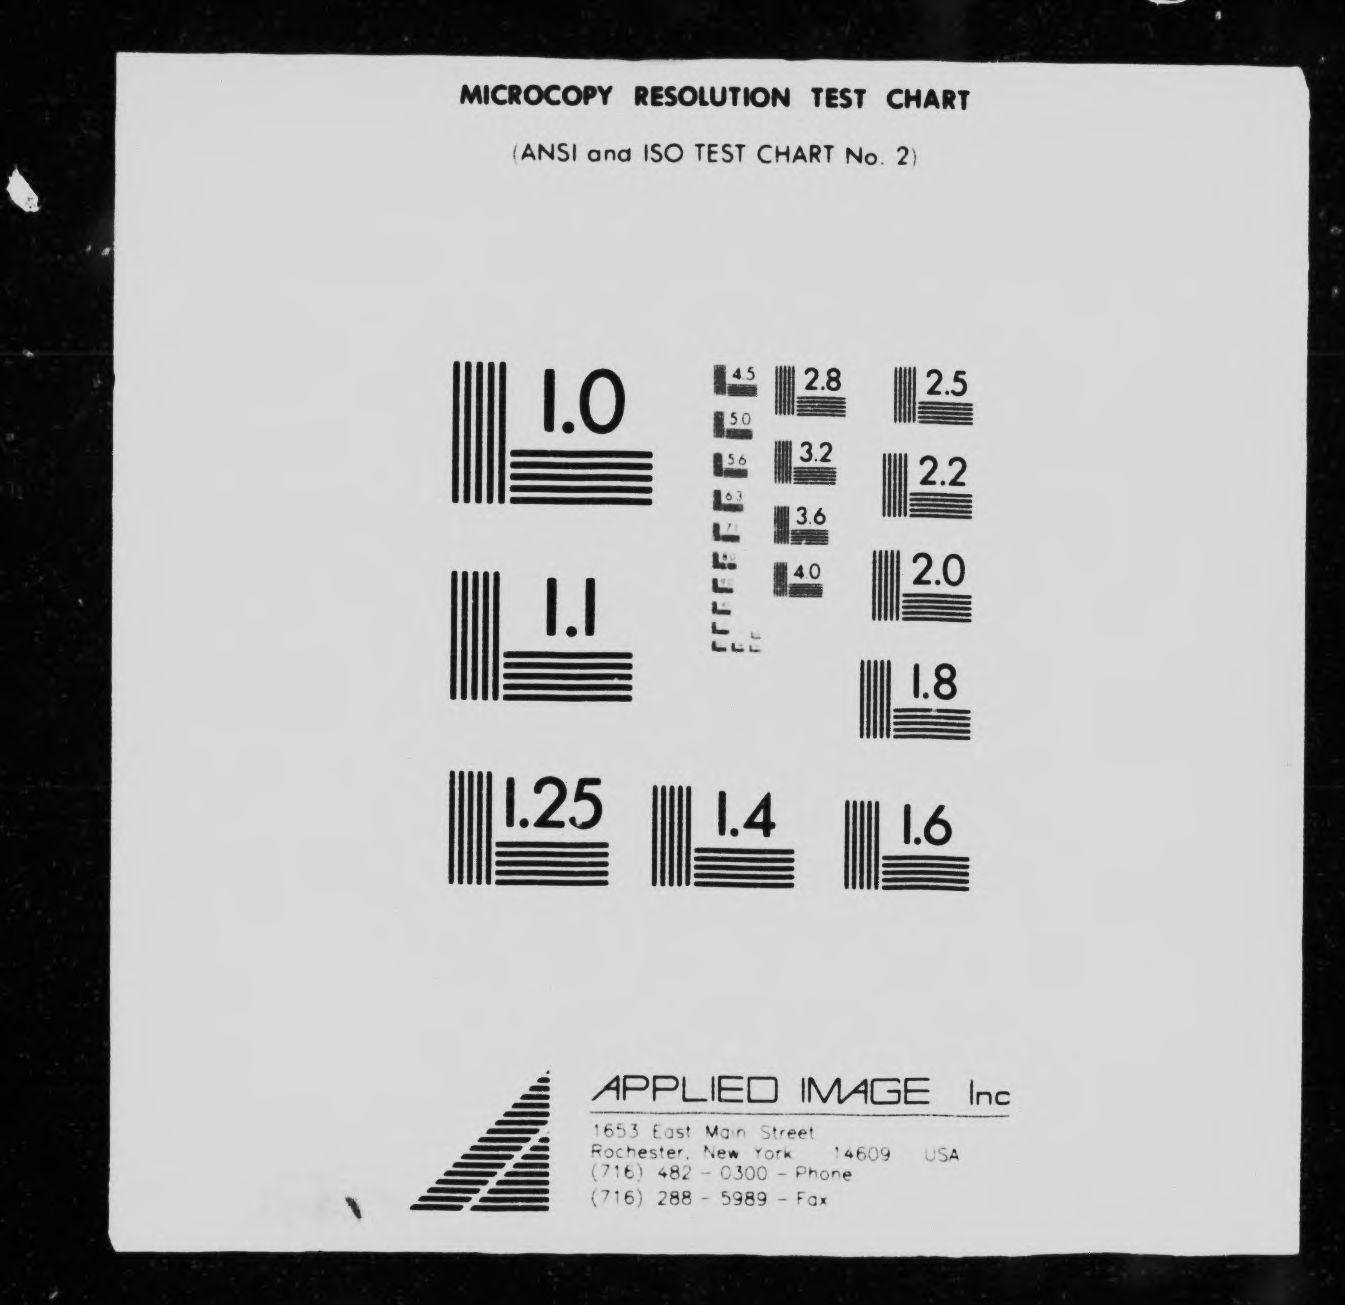 MICROCOPY RESOLUTION TEST CHART
(ANSI and ISO TEST CHART No. 2)
1.0
1.1
1.25
1.4
1.6
1.8
2.0
2.2
2.5
2.8
3.2
3.6
4.0
4.5
5.0
5.6
6.3
APPLIED IMAGE Inc
1653 East Main Street
Rochester, New York 14609 USA
(716) 482 - 0300 - Phone
(716) 288 - 5989 - Fax